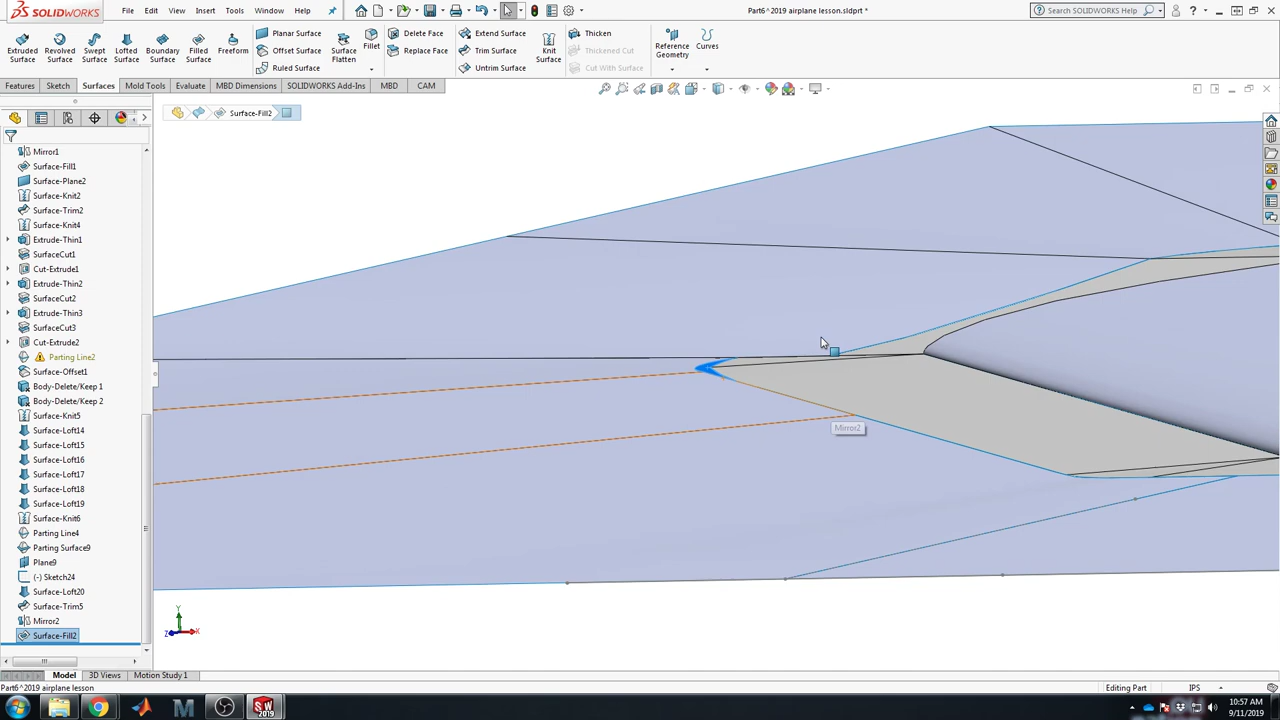 SOLIDWORKS File Edit View Insert Tools Window Help Part6^2019 airplane lesson.sldprt * Search SOLIDWORKS Help
Extruded Surface Revolved Surface Swept Surface Lofted Surface Boundary Surface Filled Surface Freeform Planar Surface Offset Surface Ruled Surface Surface Flatten Fillet Delete Face Replace Face Extend Surface Trim Surface Untrim Surface Knit Surface Thicken Thickened Cut Cut With Surface Reference Geometry Curves
Features Sketch Surfaces Mold Tools Evaluate MBD Dimensions SOLIDWORKS Add-Ins MBD CAM
Surface-Fill2
Mirror1
Surface-Fill1
Surface-Plane2
Surface-Knit2
Surface-Trim2
Surface-Knit4
Extrude-Thin1
SurfaceCut1
Cut-Extrude1
Extrude-Thin2
SurfaceCut2
Extrude-Thin3
SurfaceCut3
Cut-Extrude2
Parting Line2
Surface-Offset1
Body-Delete/Keep 1
Body-Delete/Keep 2
Surface-Knit5
Surface-Loft14
Surface-Loft15
Surface-Loft16
Surface-Loft17
Surface-Loft18
Surface-Loft19
Surface-Knit6
Parting Line4
Parting Surface9
Plane9
(-) Sketch24
Surface-Loft20
Surface-Trim5
Mirror2
Surface-Fill2
Mirror2
Y
Z X
Model 3D Views Motion Study 1
Part6^2019 airplane lesson Editing Part IPS
SW 2019 10:57 AM
9/11/2019